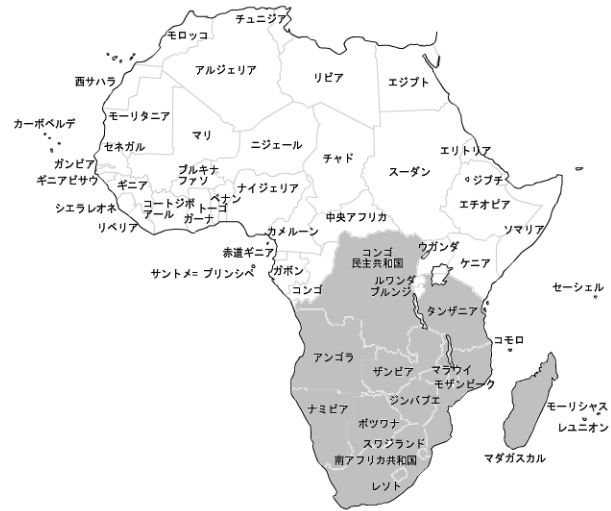 チュニジア
モロッコ
アルジェリア
リビア
エジプト
西サハラ
モーリタニア
カーボベルデ
マリ
ニジェール
セネガル
チャド
スーダン
エリトリア
ガンビア
ギニアビサウ
ギニア
ブルキナ
ファソ
ジブチ
ナイジェリア
ベナン
トーゴ
ガーナ
コートジボ
アール
シエラレオネ
リベリア
エチオピア
ソマリア
中央アフリカ
カメルーン
赤道ギニア
サントメ= プリンシペ
ガボン
コンゴ
コンゴ
民主共和国
ウガンダ
ケニア
ルワンダ
ブルンジ
セーシェル
タンザニア
コモロ
アンゴラ
ザンビア
マラウイ
モザンビーク
ジンバブエ
ナミビア
ボツワナ
モーリシャス
レユニオン
スワジランド
南アフリカ共和国
マダガスカル
レソト